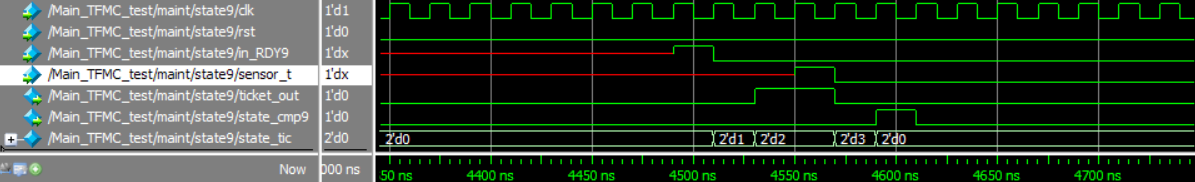 /Main_TFMC_test/maint/state9/clk 1'd1
/Main_TFMC_test/maint/state9/rst 1'd0
/Main_TFMC_test/maint/state9/in_RDY9 1'dx
/Main_TFMC_test/maint/state9/sensor_t 1'dx
/Main_TFMC_test/maint/state9/ticket_out 1'd0
/Main_TFMC_test/maint/state9/state_cmp9 1'd0
/Main_TFMC_test/maint/state9/state_tic 2'd0 2'd0 2'd1 2'd2 2'd3 2'd0
Now 000 ns 50 ns 4400 ns 4450 ns 4500 ns 4550 ns 4600 ns 4650 ns 4700 ns